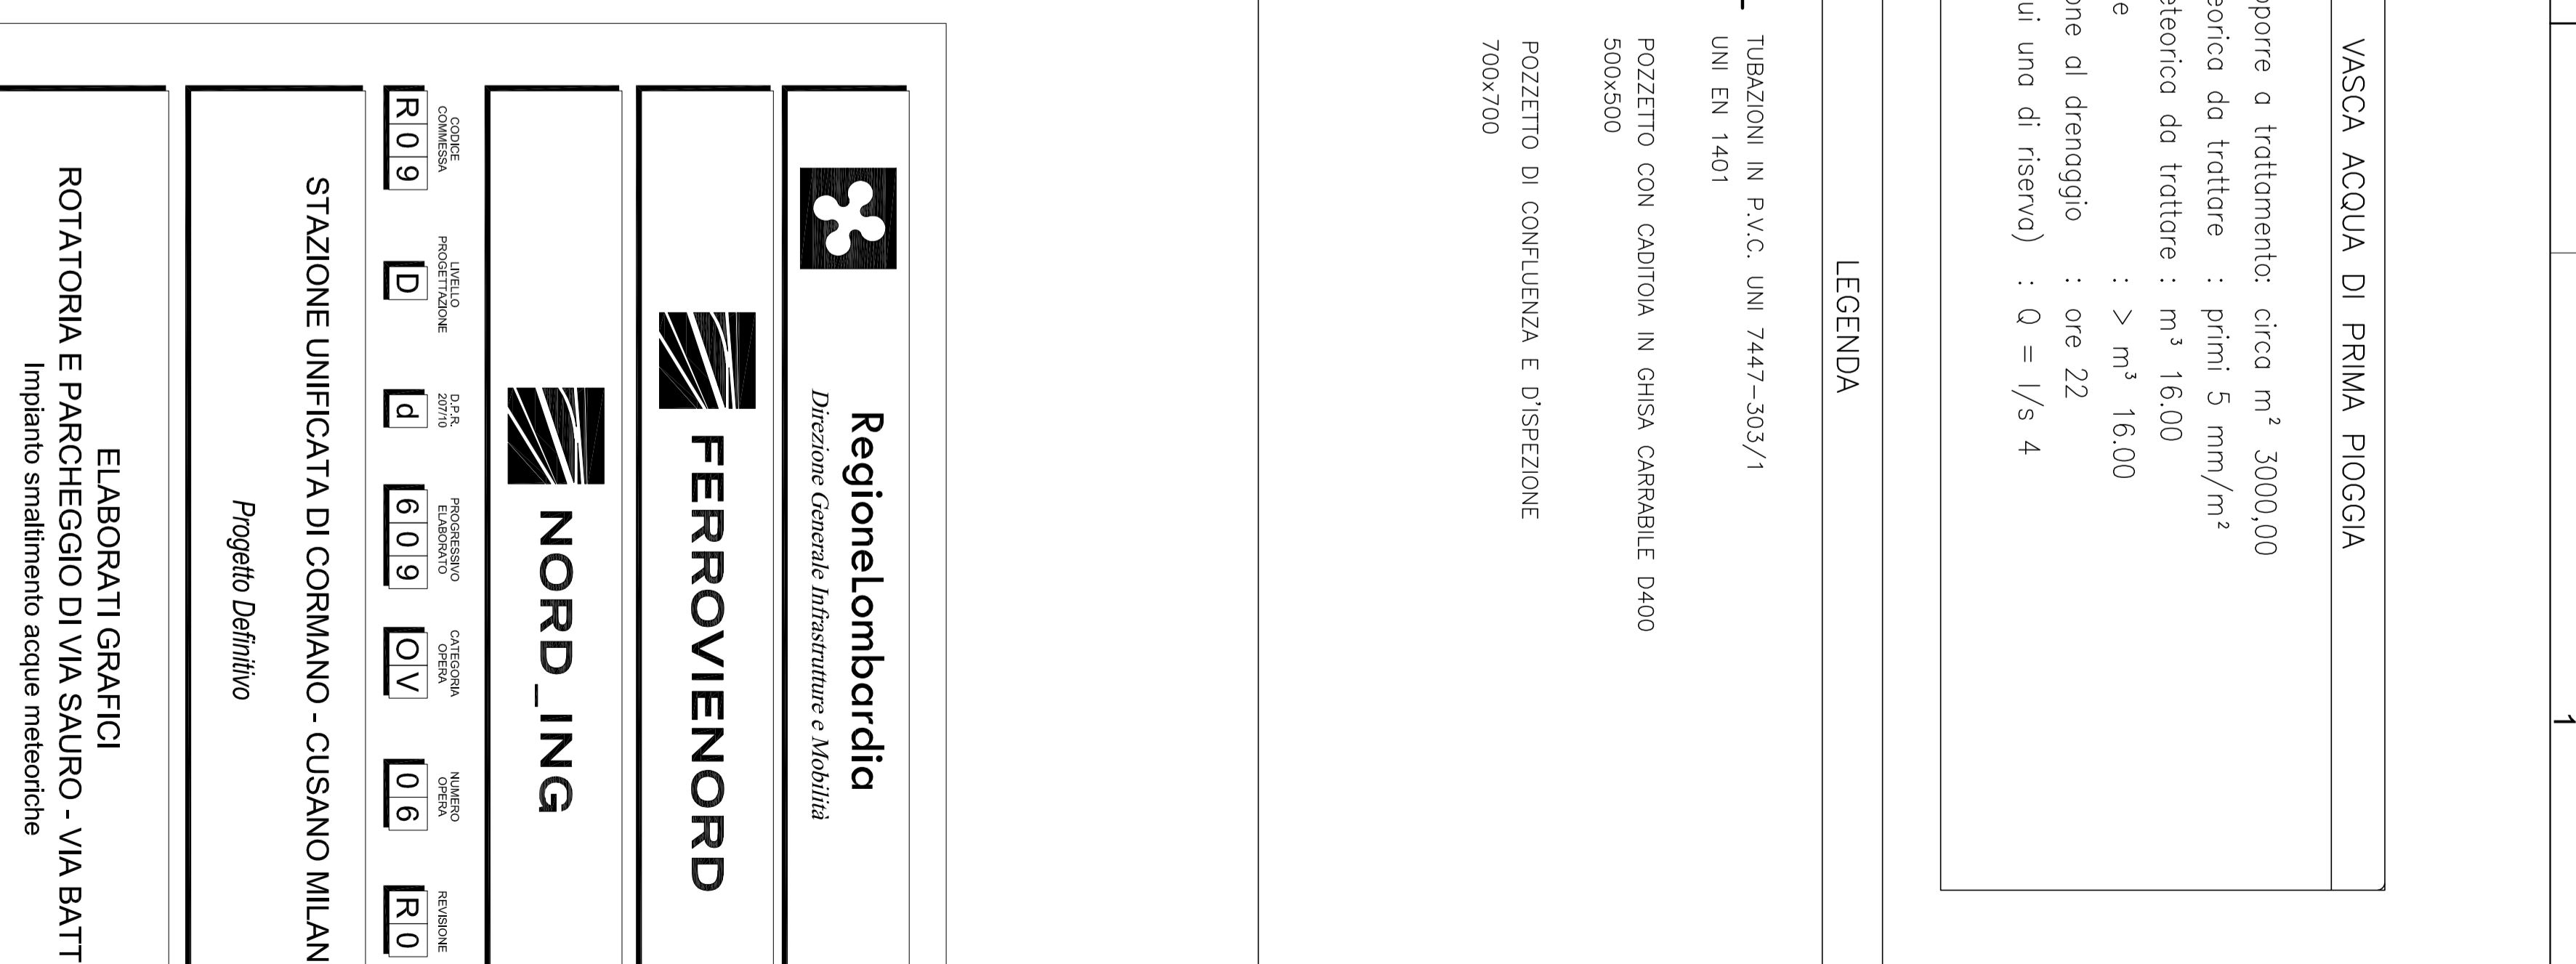 VASCA ACQUA DI PRIMA PIOGGIA
porre a trattamento: circa m² 3000,00
eorica da trattare : primi 5 mm/m²
eteorica da trattare : m³ 16.00
e : > m³ 16.00
one al drenaggio : ore 22
ui una di riserva) : Q = l/s 4
LEGENDA
TUBAZIONI IN P.V.C. UNI 7447-303/1
UNI EN 1401
POZZETTO CON CADITOIA IN GHISA CARRABILE D400
500x500
POZZETTO DI CONFLUENZA E D'ISPEZIONE
700x700
RegioneLombardia
Direzione Generale Infrastrutture e Mobilità
FERROVIENORD
NORD_ING
CODICE COMMESSA
LIVELLO PROGETTAZIONE
D.P.R. 207/10
PROGRESSIVO ELABORATO
CATEGORIA OPERA
NUMERO OPERA
REVISIONE
R09 D d 609 OV 06 R0
STAZIONE UNIFICATA DI CORMANO - CUSANO MILAN
Progetto Definitivo
ELABORATI GRAFICI
ROTATORIA E PARCHEGGIO DI VIA SAURO - VIA BATT
Impianto smaltimento acque meteoriche
1